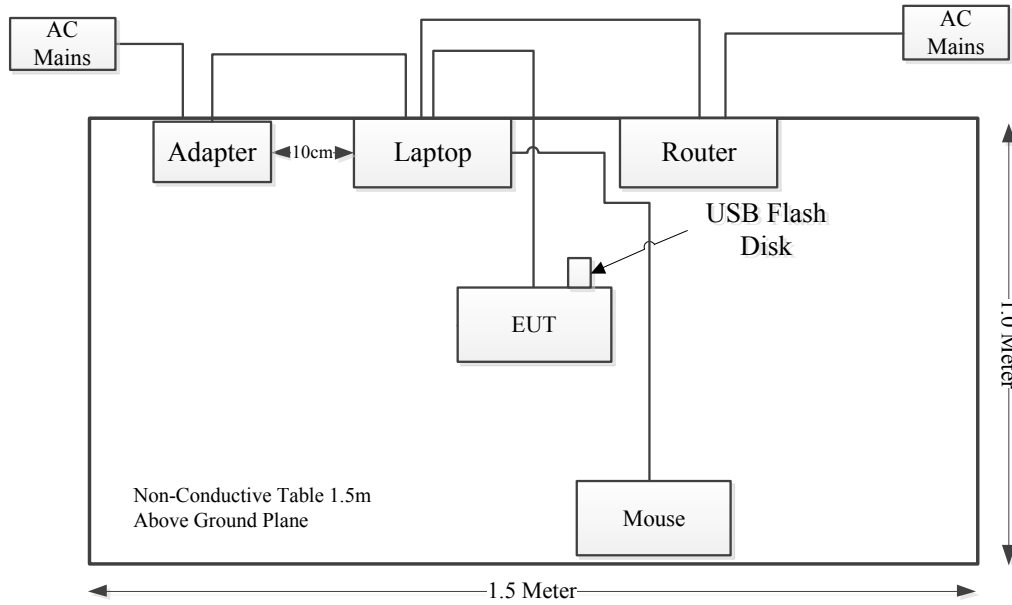 AC
Mains
AC
Mains
Adapter
10cm
Laptop
Router
USB Flash
Disk
EUT
1.0 Meter
Non-Conductive Table 1.5m
Above Ground Plane
Mouse
1.5 Meter